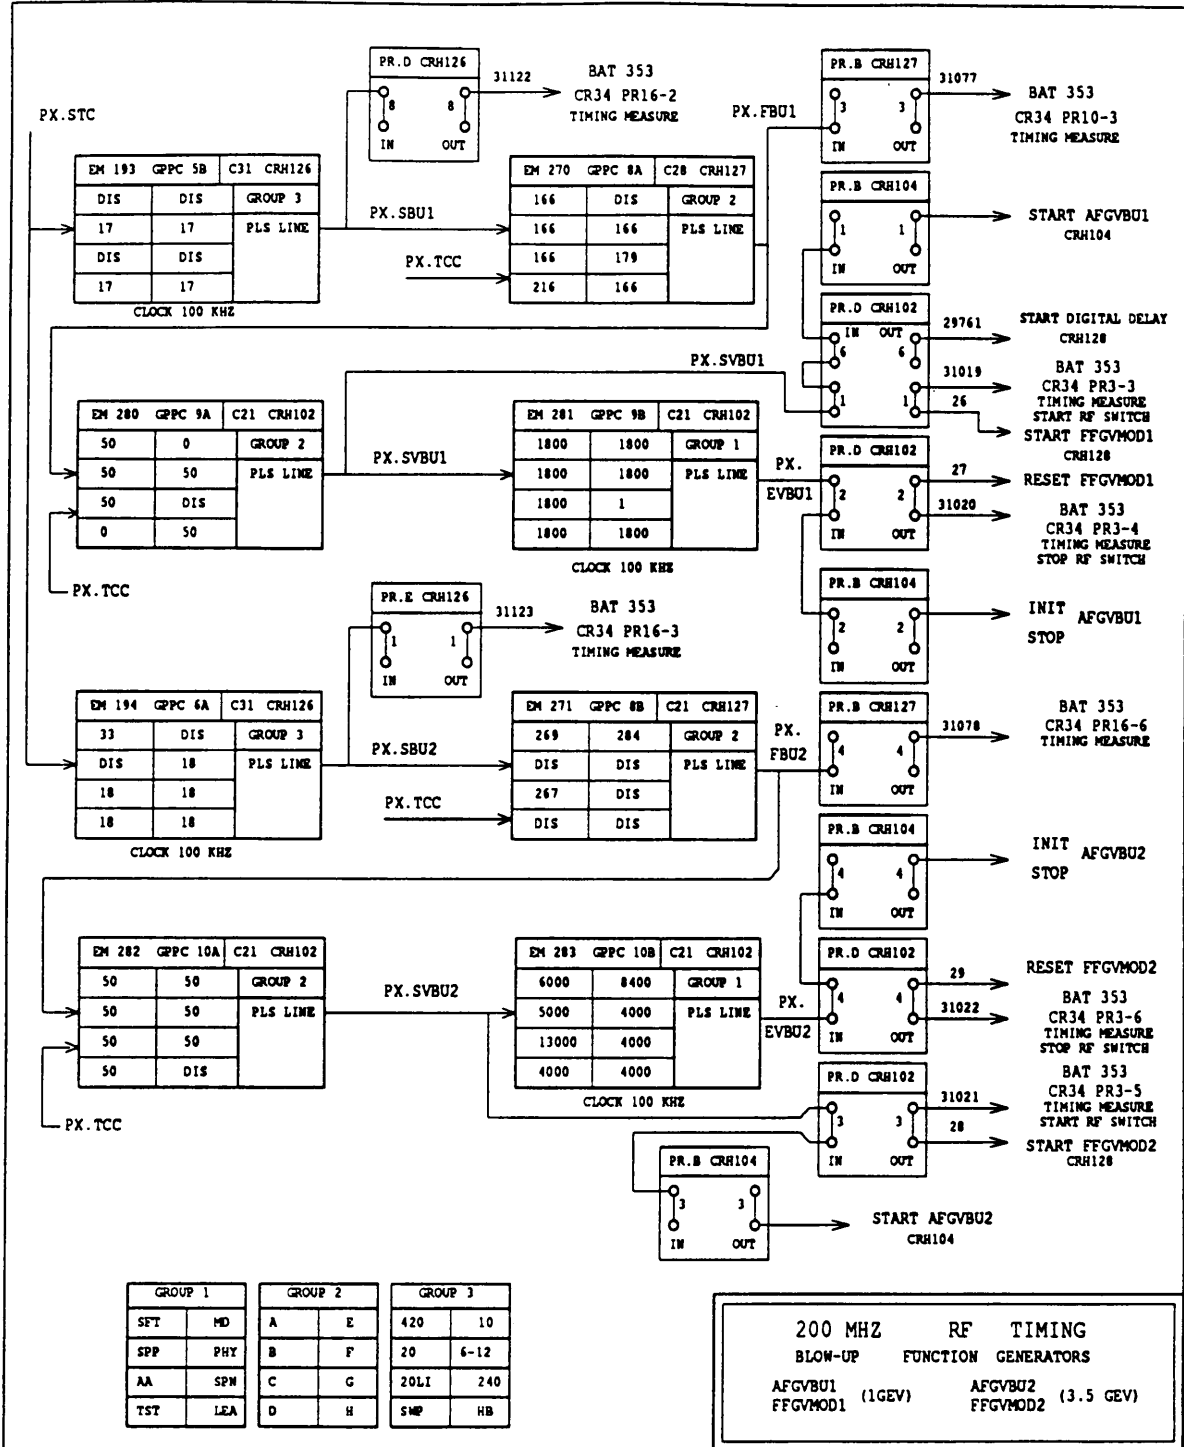 PX.STC
PR.D CRH126
8 8
IN OUT
31122
BAT 353
CR34 PR16-2
TIMING MEASURE
PX.FBU1
PR.B CRH127
3 3
IN OUT
31077
BAT 353
CR34 PR10-3
TIMING MEASURE
EM 193 GPPC 5B C31 CRH126
DIS DIS GROUP 3
17 17 PLS LINE
DIS DIS
17 17
CLOCK 100 KHZ
PX.SBU1
PX.TCC
EM 270 GPPC 8A C28 CRH127
166 DIS GROUP 2
166 166 PLS LINE
166 179
216 166
PR.B CRH104
1 1
IN OUT
START AFGVBU1
CRH104
PR.D CRH102
IN OUT
6 6
1 1
29761
START DIGITAL DELAY
CRH128
31019
BAT 353
CR34 PR3-3
TIMING MEASURE
START RF SWITCH
26
START FFGVMOD1
CRH128
PX.SVBU1
EM 280 GPPC 9A C21 CRH102
50 0 GROUP 2
50 50 PLS LINE
50 DIS
0 50
PX.TCC
PX.SVBU1
EM 281 GPPC 9B C21 CRH102
1800 1800 GROUP 1
1800 1800 PLS LINE
1800 1
1800 1800
CLOCK 100 KHZ
PX.
EVBU1
PR.D CRH102
2 2
IN OUT
27
RESET FFGVMOD1
31020
BAT 353
CR34 PR3-4
TIMING MEASURE
STOP RF SWITCH
PR.B CRH104
2 2
IN OUT
INIT AFGVBU1
STOP
PR.E CRH126
1 1
IN OUT
31123
BAT 353
CR34 PR16-3
TIMING MEASURE
EM 194 GPPC 6A C31 CRH126
33 DIS GROUP 3
DIS 18 PLS LINE
18 18
18 18
CLOCK 100 KHZ
PX.SBU2
PX.TCC
EM 271 GPPC 8B C21 CRH127
269 284 GROUP 2
DIS DIS PLS LINE
267 DIS
DIS DIS
PX.
FBU2
PR.B CRH127
4 4
IN OUT
31078
BAT 353
CR34 PR16-6
TIMING MEASURE
PR.B CRH104
4 4
IN OUT
INIT AFGVBU2
STOP
EM 282 GPPC 10A C21 CRH102
50 50 GROUP 2
50 50 PLS LINE
50 50
50 DIS
PX.TCC
PX.SVBU2
EM 283 GPPC 10B C21 CRH102
6000 8400 GROUP 1
5000 4000 PLS LINE
13000 4000
4000 4000
CLOCK 100 KHZ
PX.
EVBU2
PR.D CRH102
4 4
IN OUT
29
RESET FFGVMOD2
31022
BAT 353
CR34 PR3-6
TIMING MEASURE
STOP RF SWITCH
PR.D CRH102
3 3
IN OUT
31021
BAT 353
CR34 PR3-5
TIMING MEASURE
START RF SWITCH
28
START FFGVMOD2
CRH128
PR.B CRH104
3 3
IN OUT
START AFGVBU2
CRH104
GROUP 1
SFT MD
SPP PHY
AA SPN
TST LEA
GROUP 2
A E
B F
C G
D H
GROUP 3
420 10
20 6-12
20LI 240
SWP HB
200 MHZ RF TIMING
BLOW-UP FUNCTION GENERATORS
AFGVBU1 (1GEV) AFGVBU2 (3.5 GEV)
FFGVMOD1 FFGVMOD2